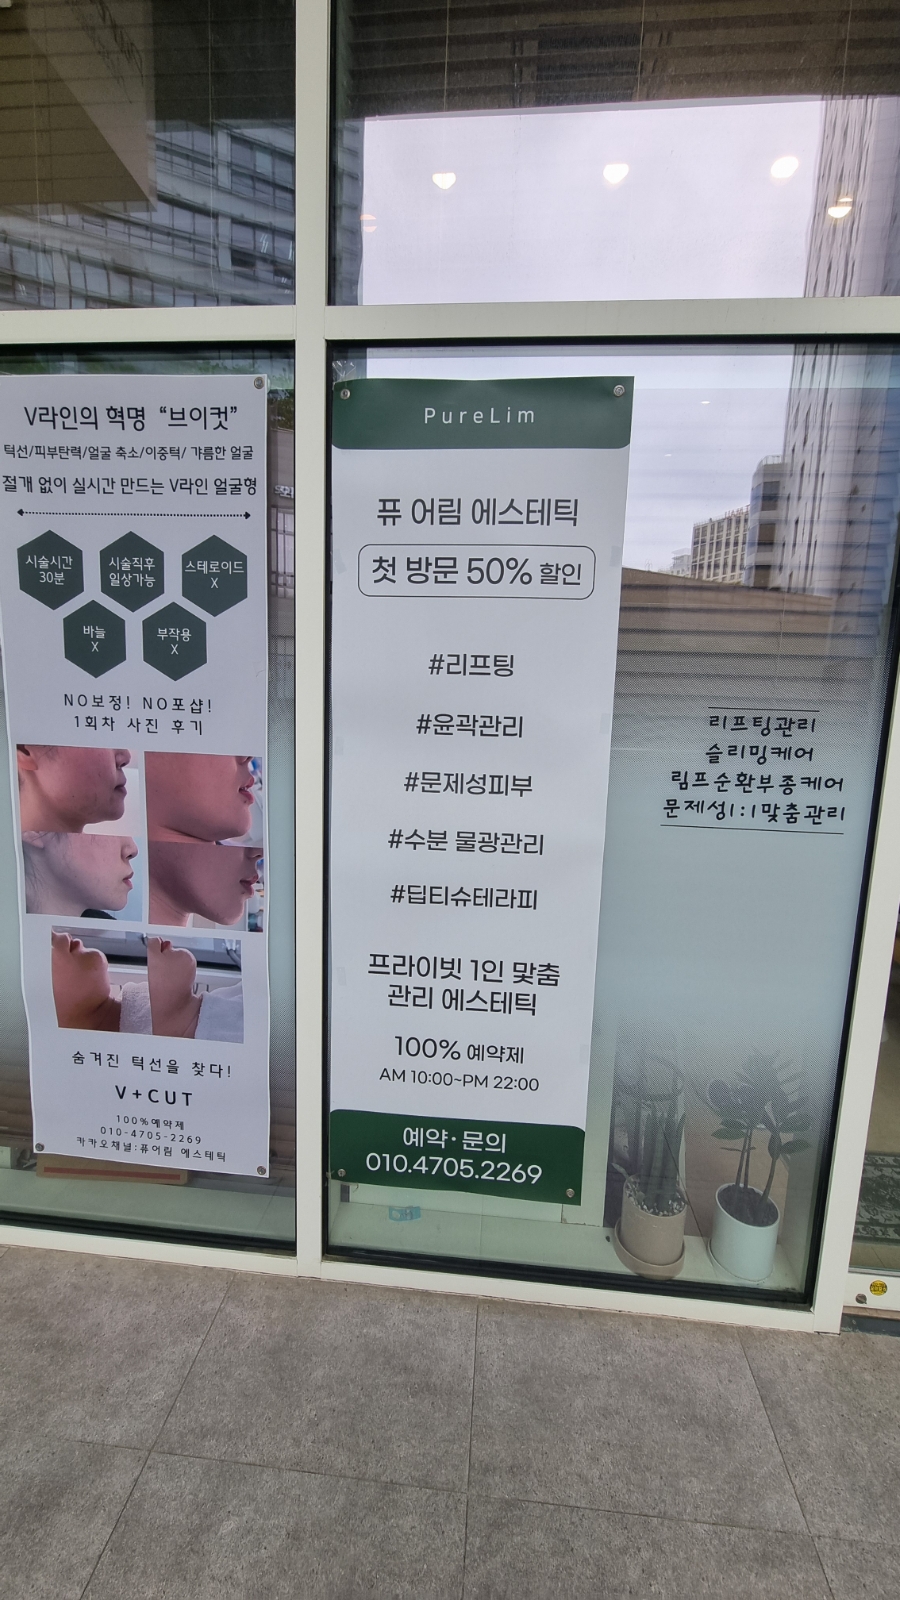 V라인의 혁명 "브이컷"
턱선/피부탄력/얼굴 축소/이중턱/ 갸름한 얼굴
절개 없이 실시간 만드는 V라인 얼굴형
시술시간
30분
시술직후
일상가능
스테로이드
X
바늘
X
부작용
X
NO보정! NO포샵!
1회차 사진 후기
숨겨진 턱선을 찾다!
V+CUT
100%예약제
010-4705-2269
카카오채널:퓨어림 에스테틱
PureLim
퓨 어림 에스테틱
첫 방문 50% 할인
#리프팅
#윤곽관리
#문제성피부
#수분 물광관리
#딥티슈테라피
프라이빗 1인 맞춤
관리 에스테틱
100% 예약제
AM 10:00~PM 22:00
예약·문의
010.4705.2269
리프팅관리
슬리밍케어
림프순환부종케어
문제성1:1맞춤관리